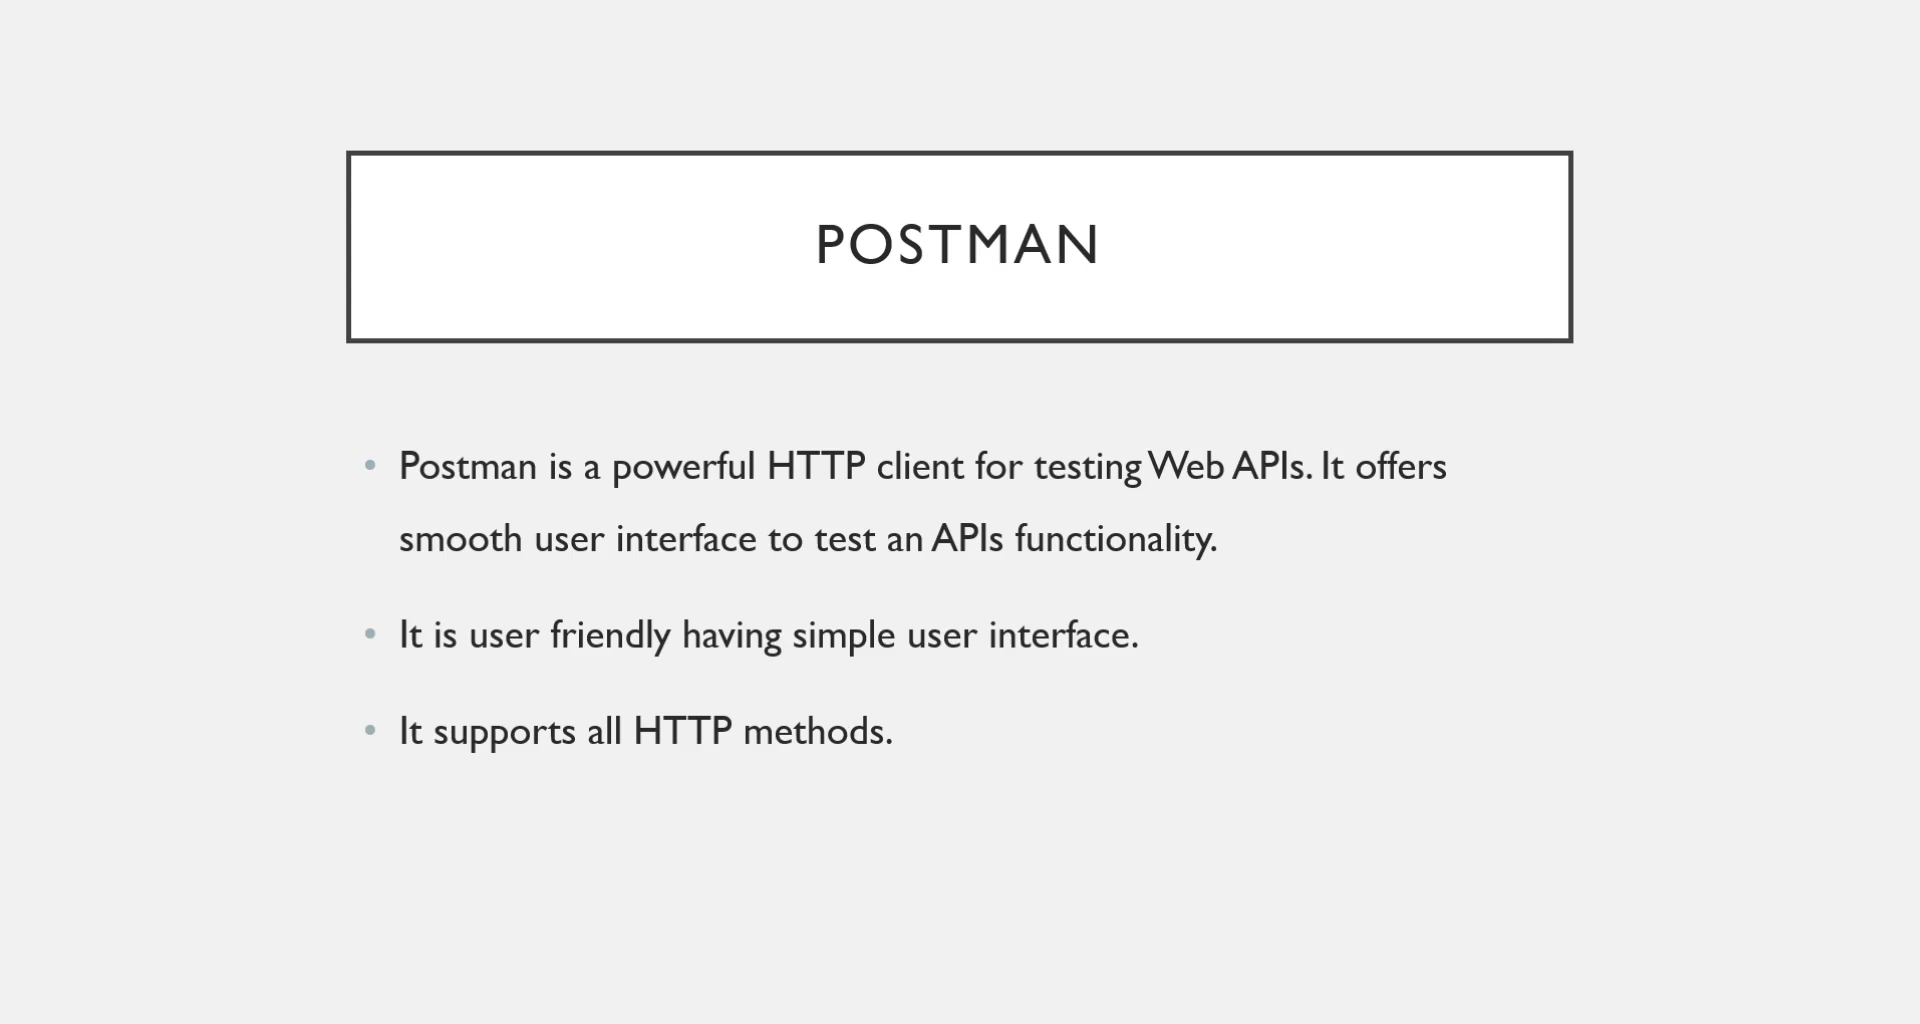 POSTMAN
• Postman is a powerful HTTP client for testing Web APIs. It offers
smooth user interface to test an APIs functionality.
• It is user friendly having simple user interface.
• It supports all HTTP methods.